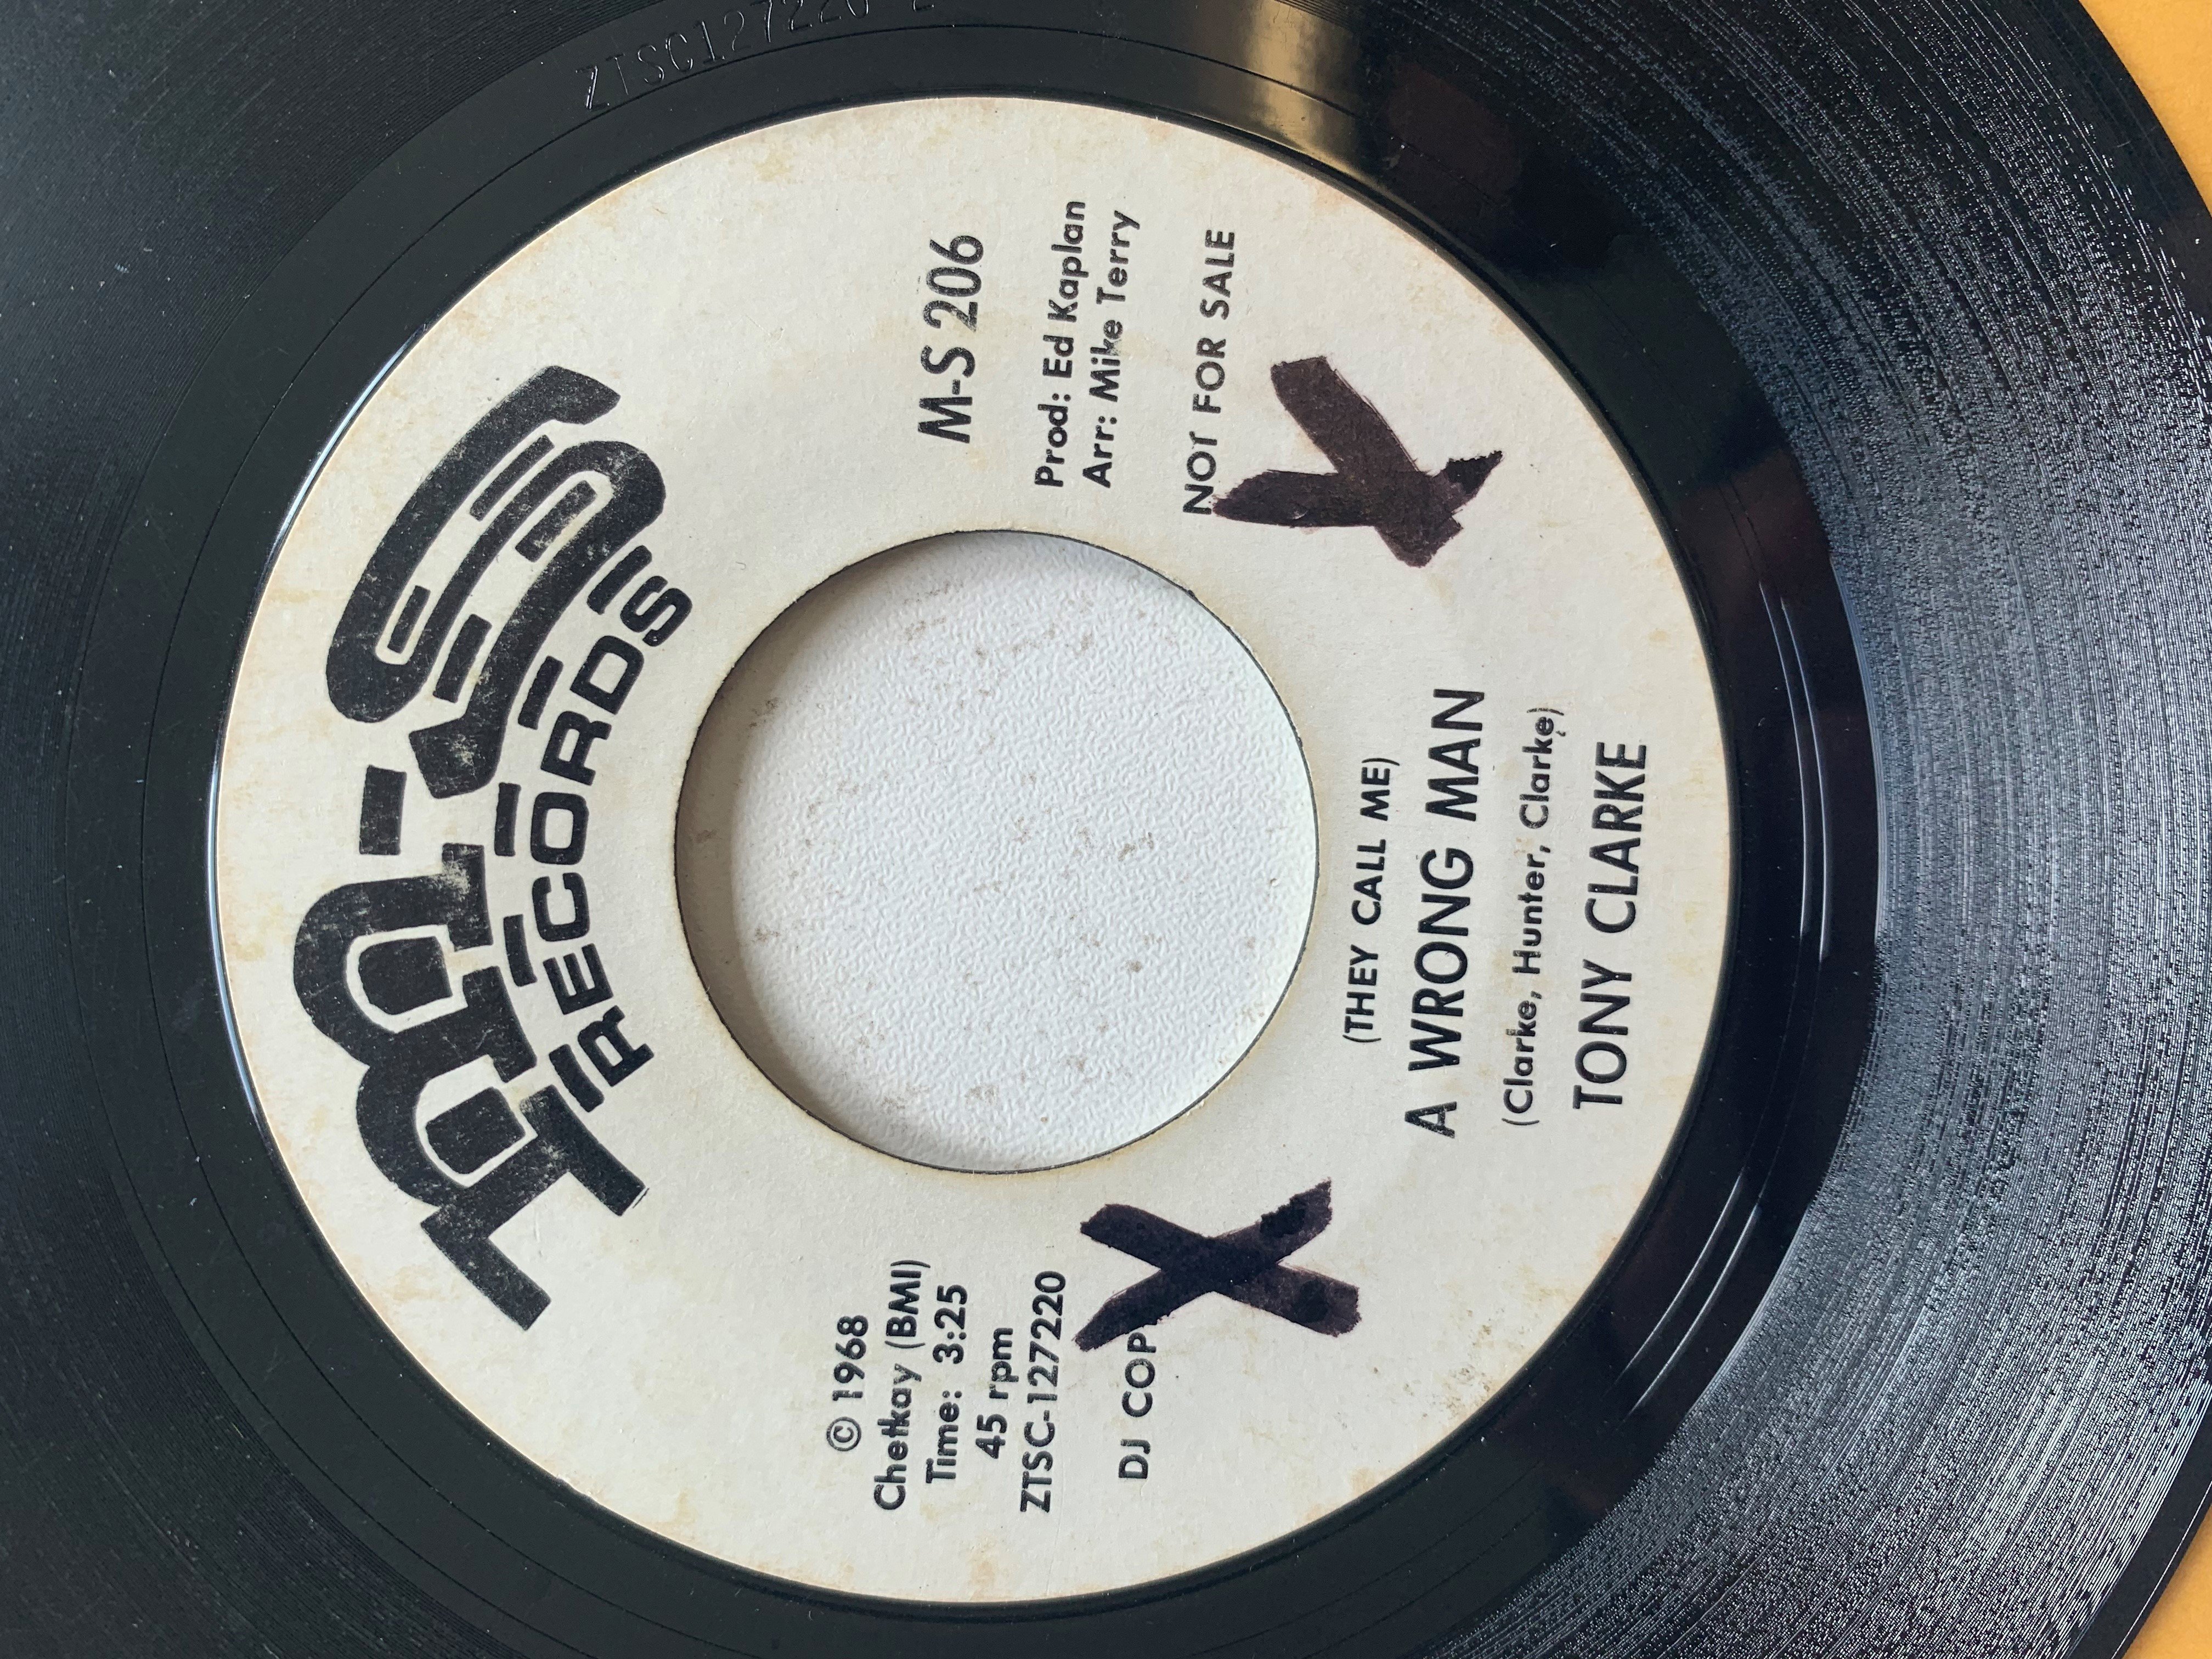 m-s
RECORDS
© 1968
Chetkay (BMI)
Time: 3:25
45 rpm
ZTSC-127220
DJ COP
M-S 206
Prod: Ed Kaplan
Arr: Mike Terry
NOT FOR SALE
(THEY CALL ME)
A WRONG MAN
(Clarke, Hunter, Clarke)
TONY CLARKE
X